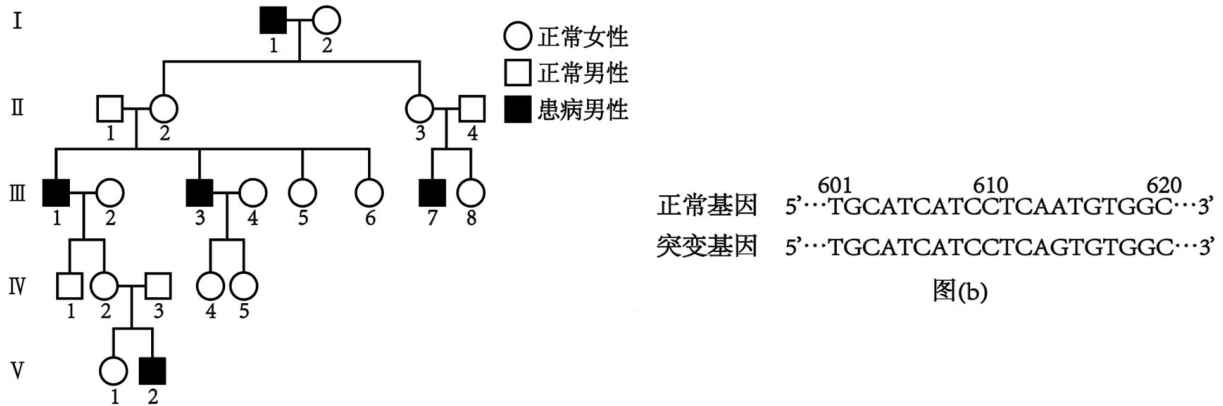 I
1 2
正常女性
正常男性
患病男性
II
1 2 3 4
III
1 2 3 4 5 6 7 8
IV
1 2 3 4 5
V
1 2
601 610 620
正常基因 5'…TGCATCATCCTCAATGTGGC…3'
突变基因 5'…TGCATCATCCTCAGTGTGGC…3'
图(b)